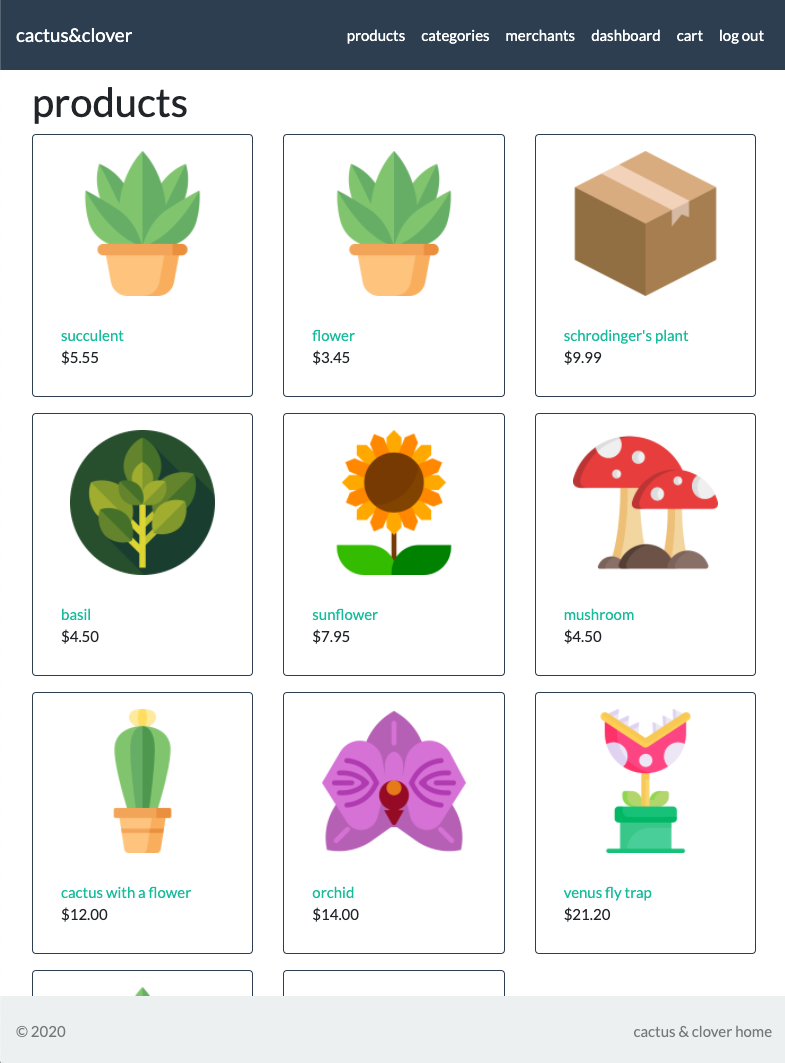 cactus&clover products categories merchants dashboard cart log out
products
succulent flower schrodinger's plant
$5.55 $3.45 $9.99
basil sunflower mushroom
$4.50 $7.95 $4.50
cactus with a flower orchid venus fly trap
$12.00 $14.00 $21.20
© 2020 cactus & clover home